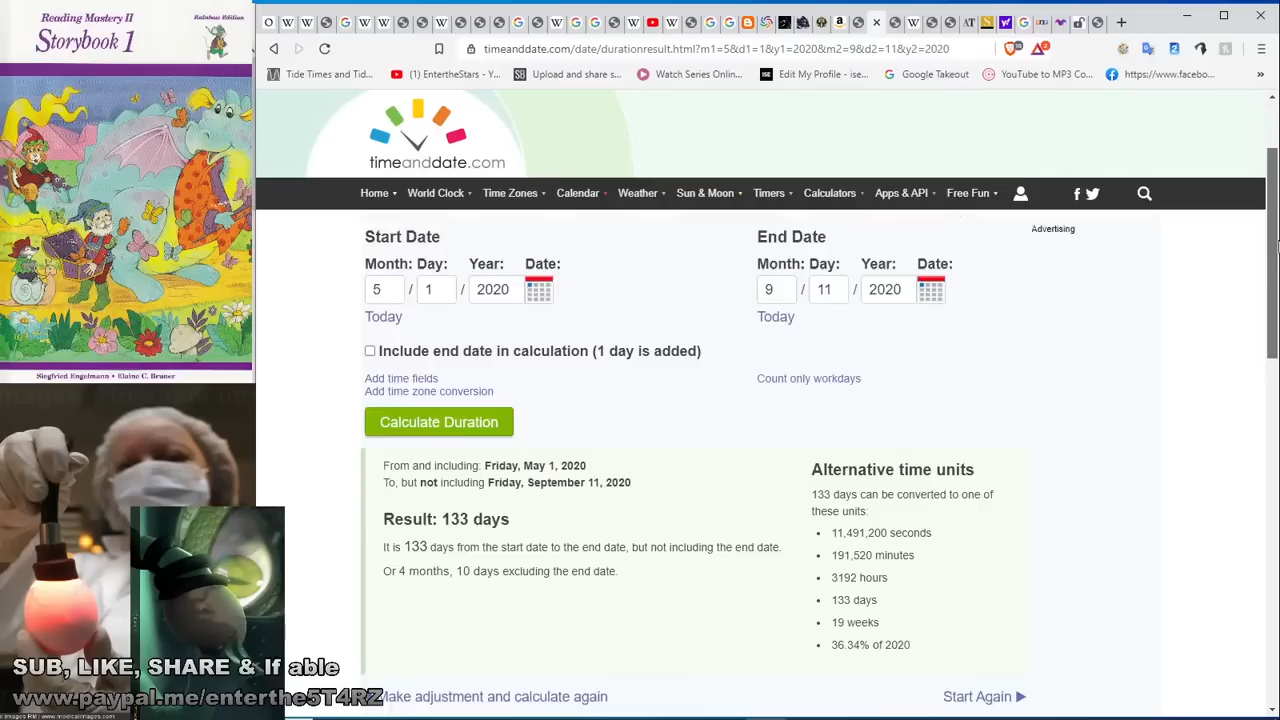 Reading Mastery II
Rainbow Edition
Storybook 1
Siegfried Engelmann • Elaine C. Bruner
timeanddate.com/date/durationresult.html?m1=5&d1=1&y1=2020&m2=9&d2=11&y2=2020
Tide Times and Tid...
EntertheStars - Y...
Upload and share s...
Watch Series Onlin...
Edit My Profile - ise...
Google Takeout
YouTube to MP3 Co...
https://www.facebo...
timeanddate.com
Home World Clock Time Zones Calendar Weather Sun & Moon Timers Calculators Apps & API Free Fun
Advertising
Start Date
End Date
Month: Day: Year: Date:
Month: Day: Year: Date:
5 / 1 / 2020
9 / 11 / 2020
Today
Today
Include end date in calculation (1 day is added)
Add time fields
Count only workdays
Add time zone conversion
Calculate Duration
From and including: Friday, May 1, 2020
To, but not including Friday, September 11, 2020
Result: 133 days
It is 133 days from the start date to the end date, but not including the end date.
Or 4 months, 10 days excluding the end date.
Alternative time units
133 days can be converted to one of
these units:
• 11,491,200 seconds
• 191,520 minutes
• 3192 hours
• 133 days
• 19 weeks
• 36.34% of 2020
Make adjustment and calculate again
Start Again
SUB, LIKE, SHARE & If able
www.paypal.me/enterthe5T4RZ